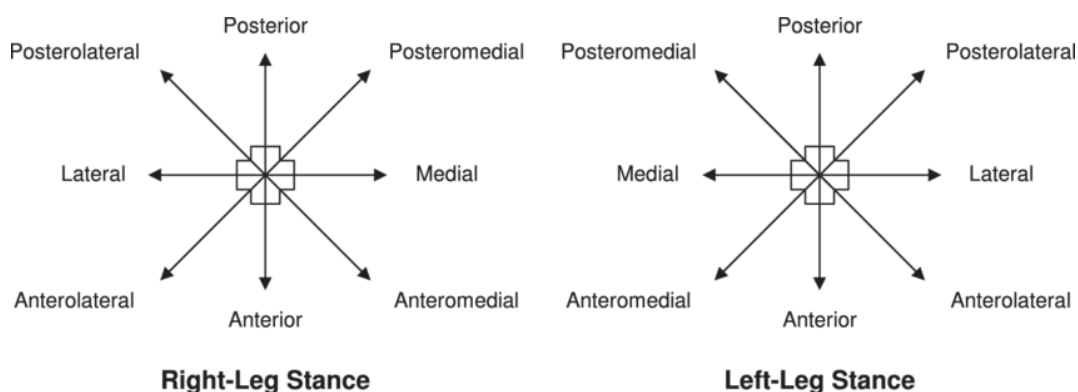 Posterior
Posterolateral
Posteromedial
Lateral
Medial
Anterolateral
Anteromedial
Anterior
Right-Leg Stance
Posterior
Posteromedial
Posterolateral
Medial
Lateral
Anteromedial
Anterolateral
Anterior
Left-Leg Stance